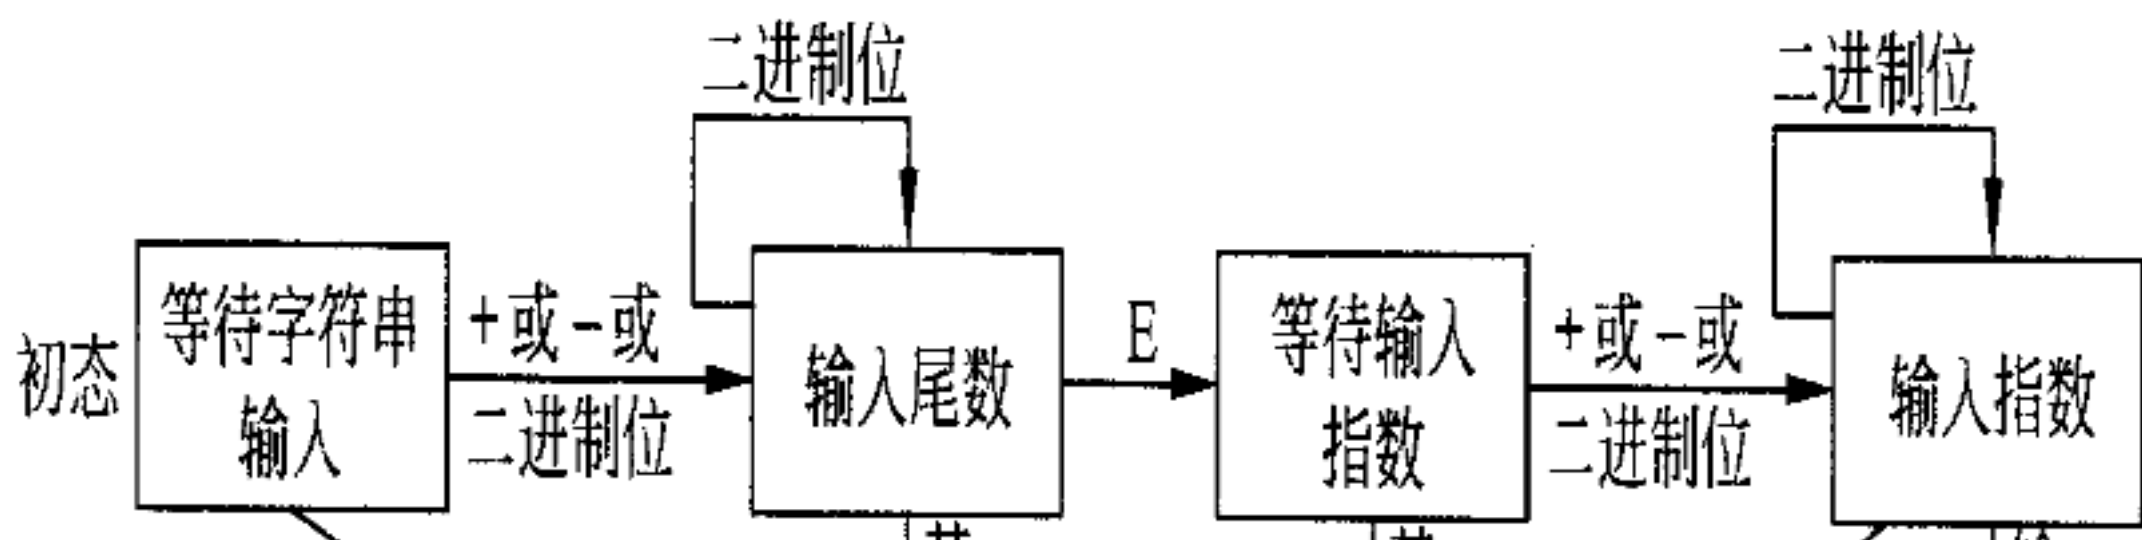 二进制位
二进制位
初态
等待字符串
输入
+或-或
二进制位
输入尾数
E
等待输入
指数
+或-或
二进制位
输入指数